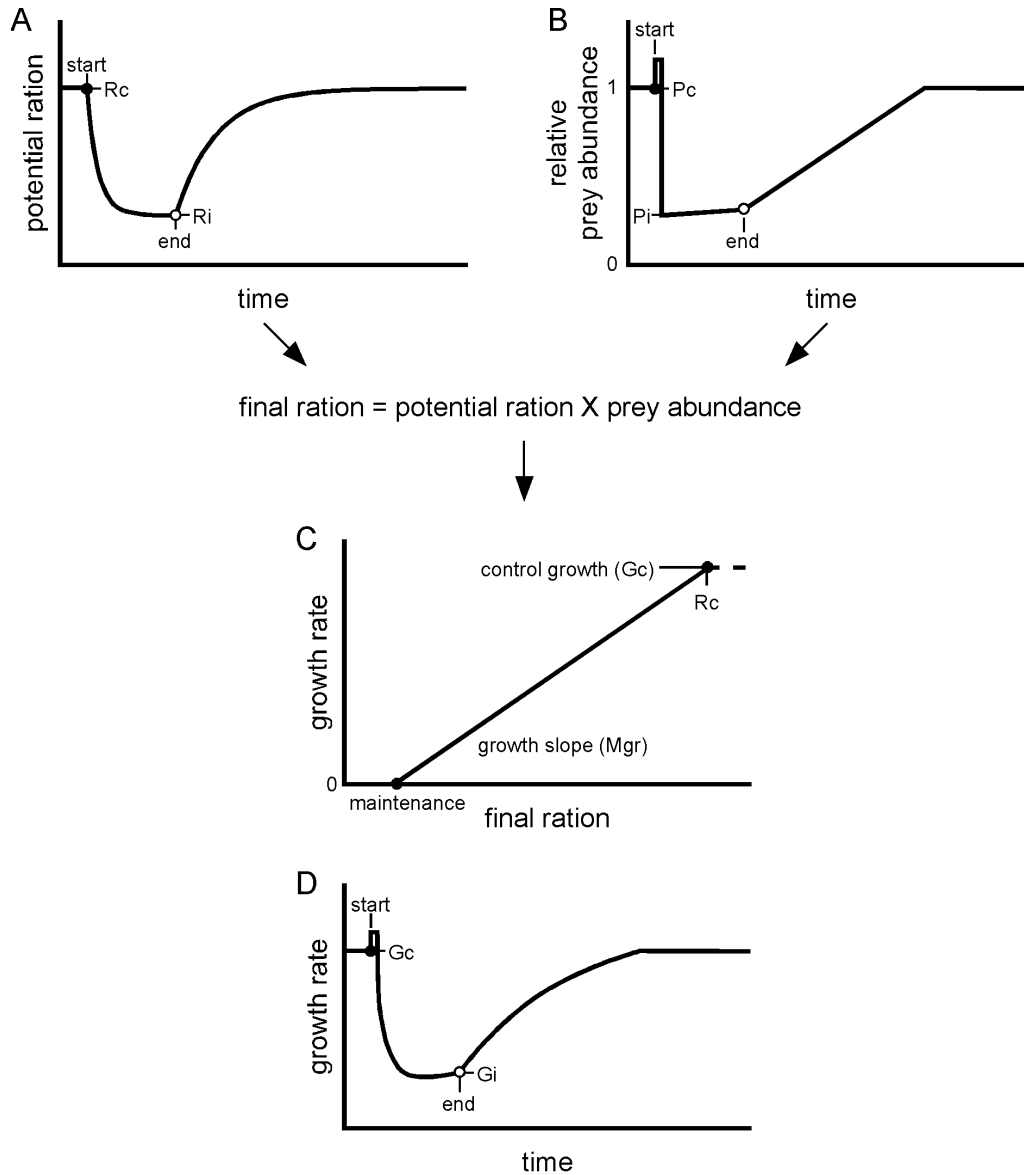 A
potential ration
start
Rc
Ri
end
time
B
relative
prey abundance
start
1
Pc
Pi
end
0
time
final ration = potential ration X prey abundance
C
growth rate
control growth (Gc)
Rc
growth slope (Mgr)
0
maintenance
final ration
D
growth rate
start
Gc
Gi
end
time